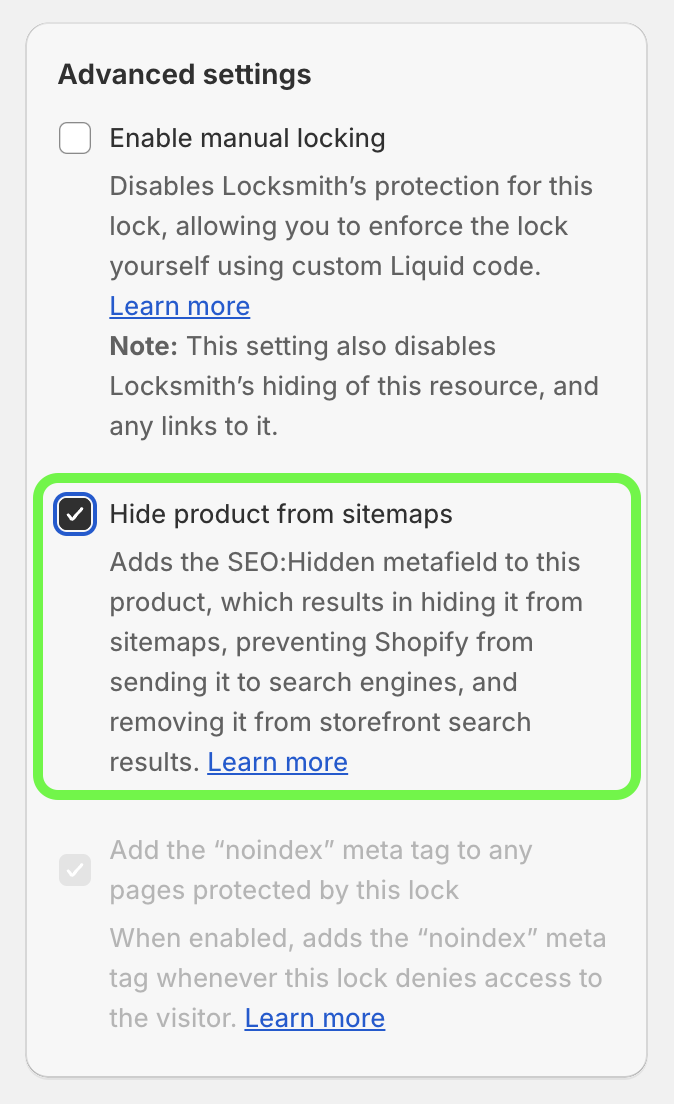 Advanced settings
Enable manual locking
Disables Locksmith’s protection for this
lock, allowing you to enforce the lock
yourself using custom Liquid code.
Learn more
Note: This setting also disables
Locksmith’s hiding of this resource, and
any links to it.
Hide product from sitemaps
Adds the SEO:Hidden metafield to this
product, which results in hiding it from
sitemaps, preventing Shopify from
sending it to search engines, and
removing it from storefront search
results. Learn more
Add the “noindex” meta tag to any
pages protected by this lock
When enabled, adds the “noindex” meta
tag whenever this lock denies access to
the visitor. Learn more